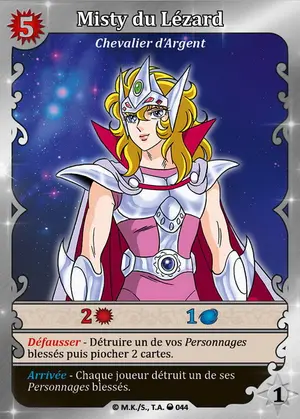 5
Misty du Lézard
Chevalier d'Argent
2 1
Défausser - Détruire un de vos Personnages
blessés puis piocher 2 cartes.
Arrivée - Chaque joueur détruit un de ses
Personnages blessés.
1
© M.K./S., T.A. 044